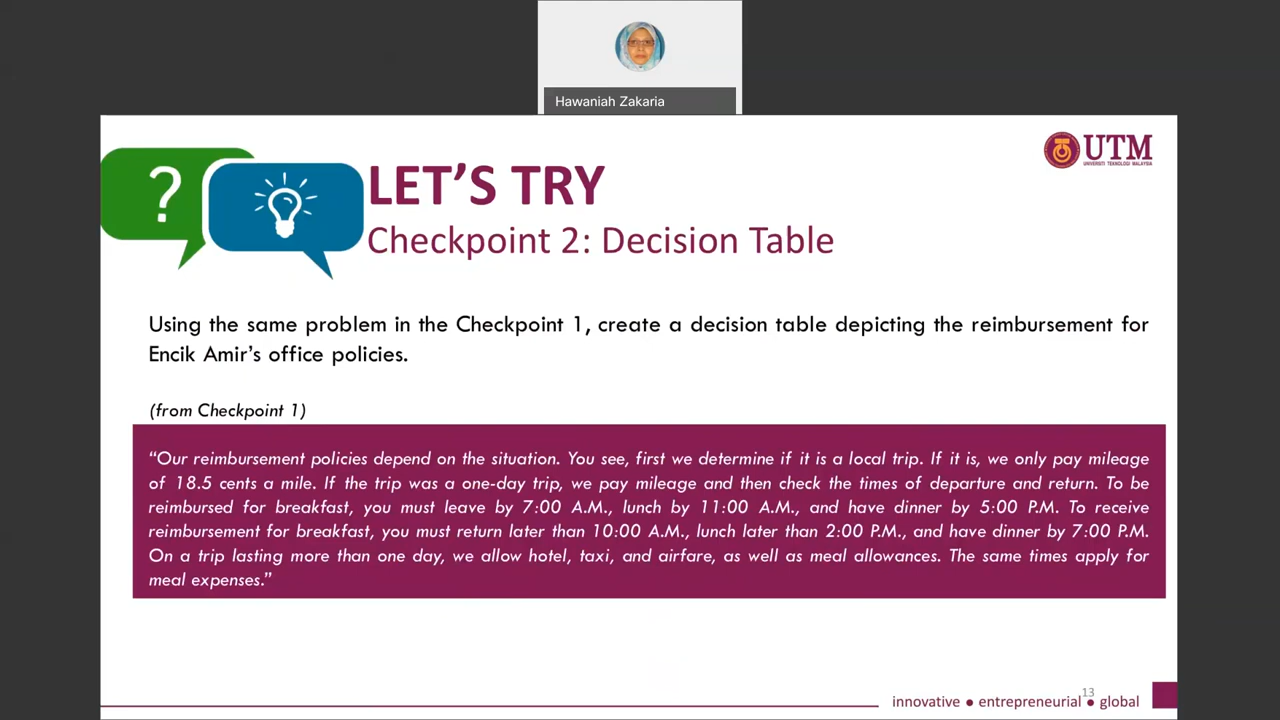 Hawaniah Zakaria
UTM
UNIVERSITI TEKNOLOGI MALAYSIA
?
LET'S TRY
Checkpoint 2: Decision Table
Using the same problem in the Checkpoint 1, create a decision table depicting the reimbursement for
Encik Amir's office policies.
(from Checkpoint 1)
“Our reimbursement policies depend on the situation. You see, first we determine if it is a local trip. If it is, we only pay mileage
of 18.5 cents a mile. If the trip was a one-day trip, we pay mileage and then check the times of departure and return. To be
reimbursed for breakfast, you must leave by 7:00 A.M., lunch by 11:00 A.M., and have dinner by 5:00 P.M. To receive
reimbursement for breakfast, you must return later than 10:00 A.M., lunch later than 2:00 P.M., and have dinner by 7:00 P.M.
On a trip lasting more than one day, we allow hotel, taxi, and airfare, as well as meal allowances. The same times apply for
meal expenses.”
13
innovative ● entrepreneurial ● global